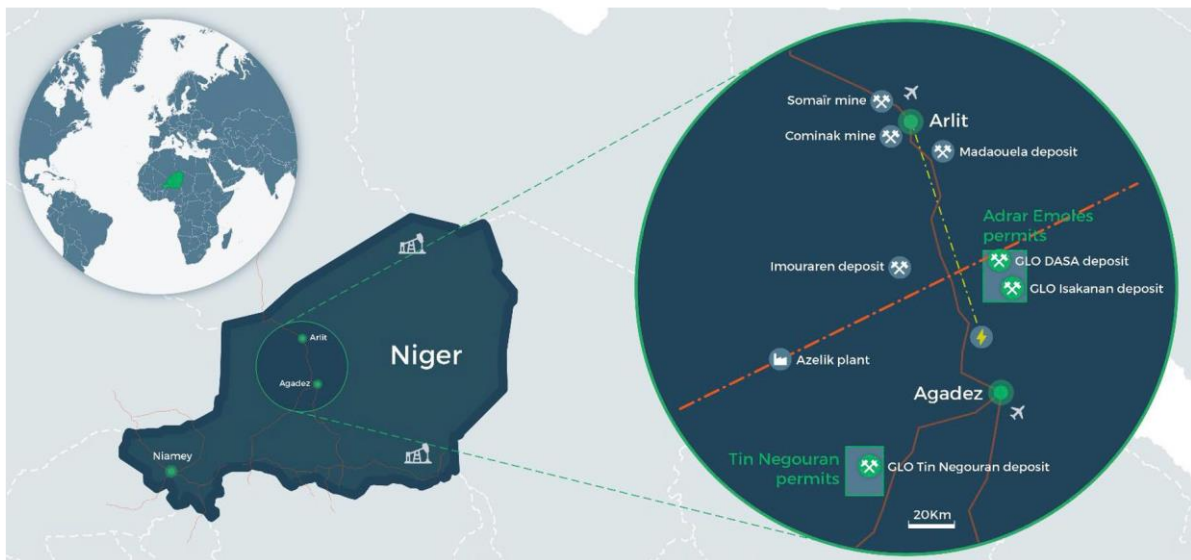 Niger
Arlit
Agadez
Niamey
Somaïr mine
Arlit
Cominak mine
Madaouela deposit
Adrar Emoles
permits
GLO DASA deposit
Imouraren deposit
GLO Isakanan deposit
Azelik plant
Agadez
Tin Negouran
permits
GLO Tin Negouran deposit
20Km